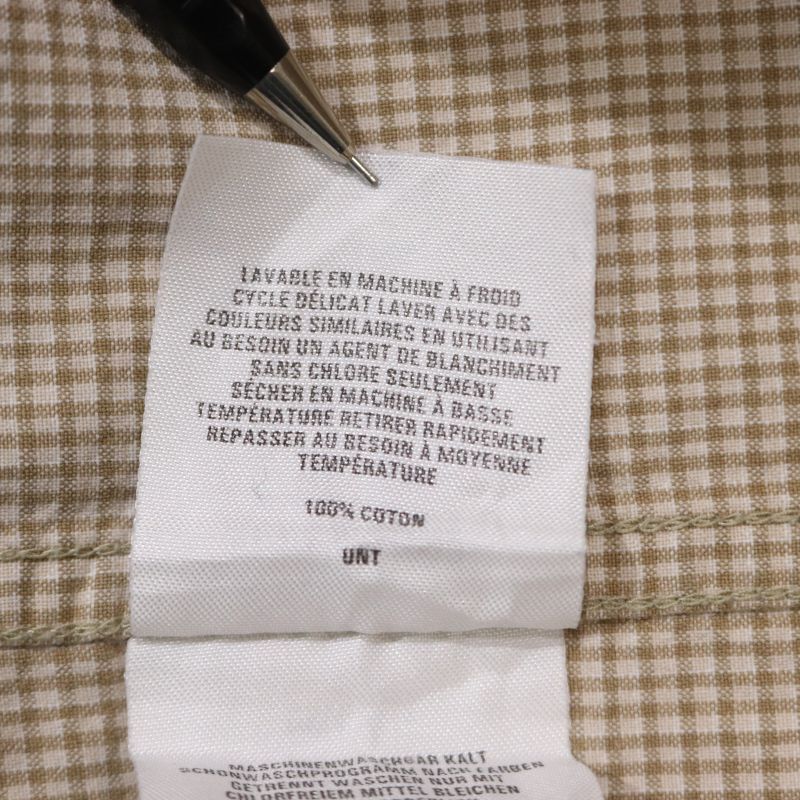 LAVABLE EN MACHINE À FROID
CYCLE DÉLICAT LAVER AVEC DES
COULEURS SIMILAIRES EN UTILISANT
AU BESOIN UN AGENT DE BLANCHIMENT
SANS CHLORE SEULEMENT
SÉCHER EN MACHINE À BASSE
TEMPÉRATURE RETIRER RAPIDEMENT
REPASSER AU BESOIN À MOYENNE
TEMPÉRATURE
100% COTON
UNT
MASCHINENWASCHBAR KALT
SCHONWASCHPROGRAMM NACH FARBEN
GETRENNT WASCHEN NUR MIT
CHLORFREIEM MITTEL BLEICHEN